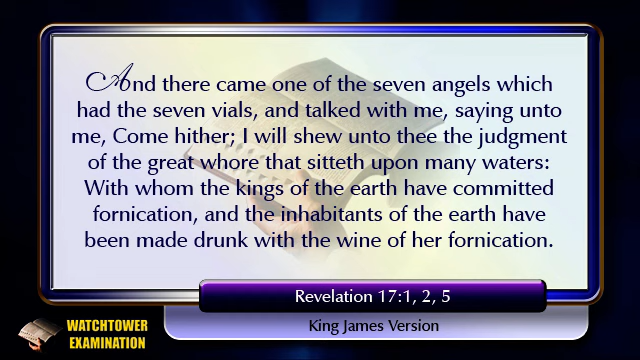 And there came one of the seven angels which
had the seven vials, and talked with me, saying unto
me, Come hither; I will shew unto thee the judgment
of the great whore that sitteth upon many waters:
With whom the kings of the earth have committed
fornication, and the inhabitants of the earth have
been made drunk with the wine of her fornication.
Revelation 17:1, 2, 5
King James Version
WATCHTOWER
EXAMINATION